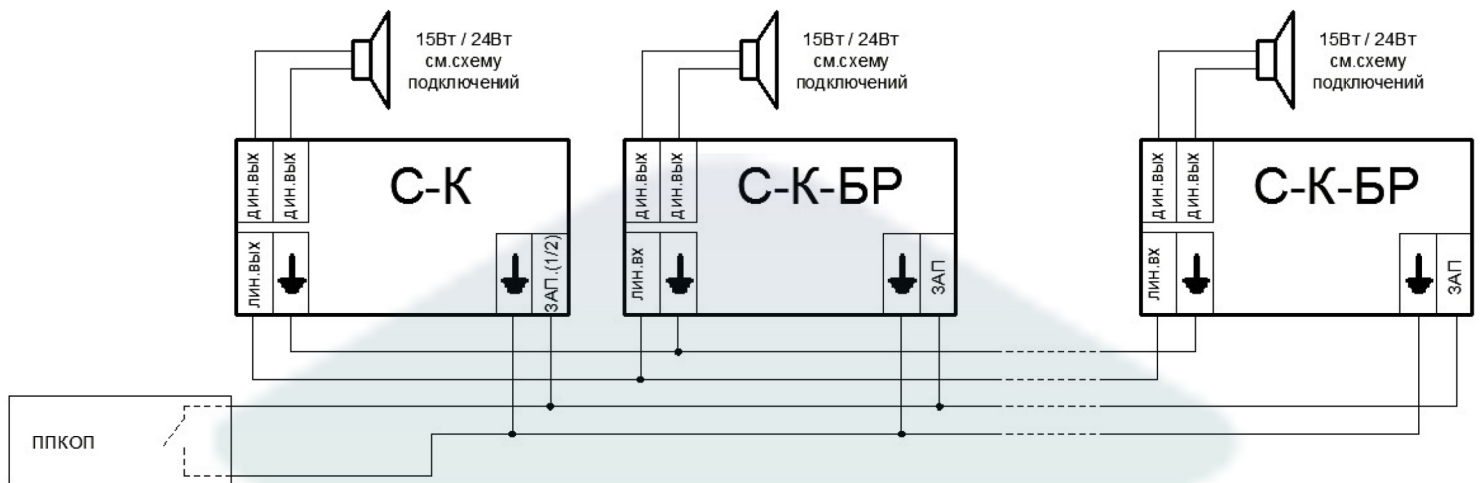 15Вт / 24Вт
см.схему
подключений
15Вт / 24Вт
см.схему
подключений
15Вт / 24Вт
см.схему
подключений
С-К
ДИН.ВЫХ
ДИН.ВЫХ
ЛИН.ВЫХ
ЗАП.(1/2)
С-К-БР
ДИН.ВЫХ
ДИН.ВЫХ
ЛИН.ВХ
ЗАП
С-К-БР
ДИН.ВЫХ
ДИН.ВЫХ
ЛИН.ВХ
ЗАП
ППКОП